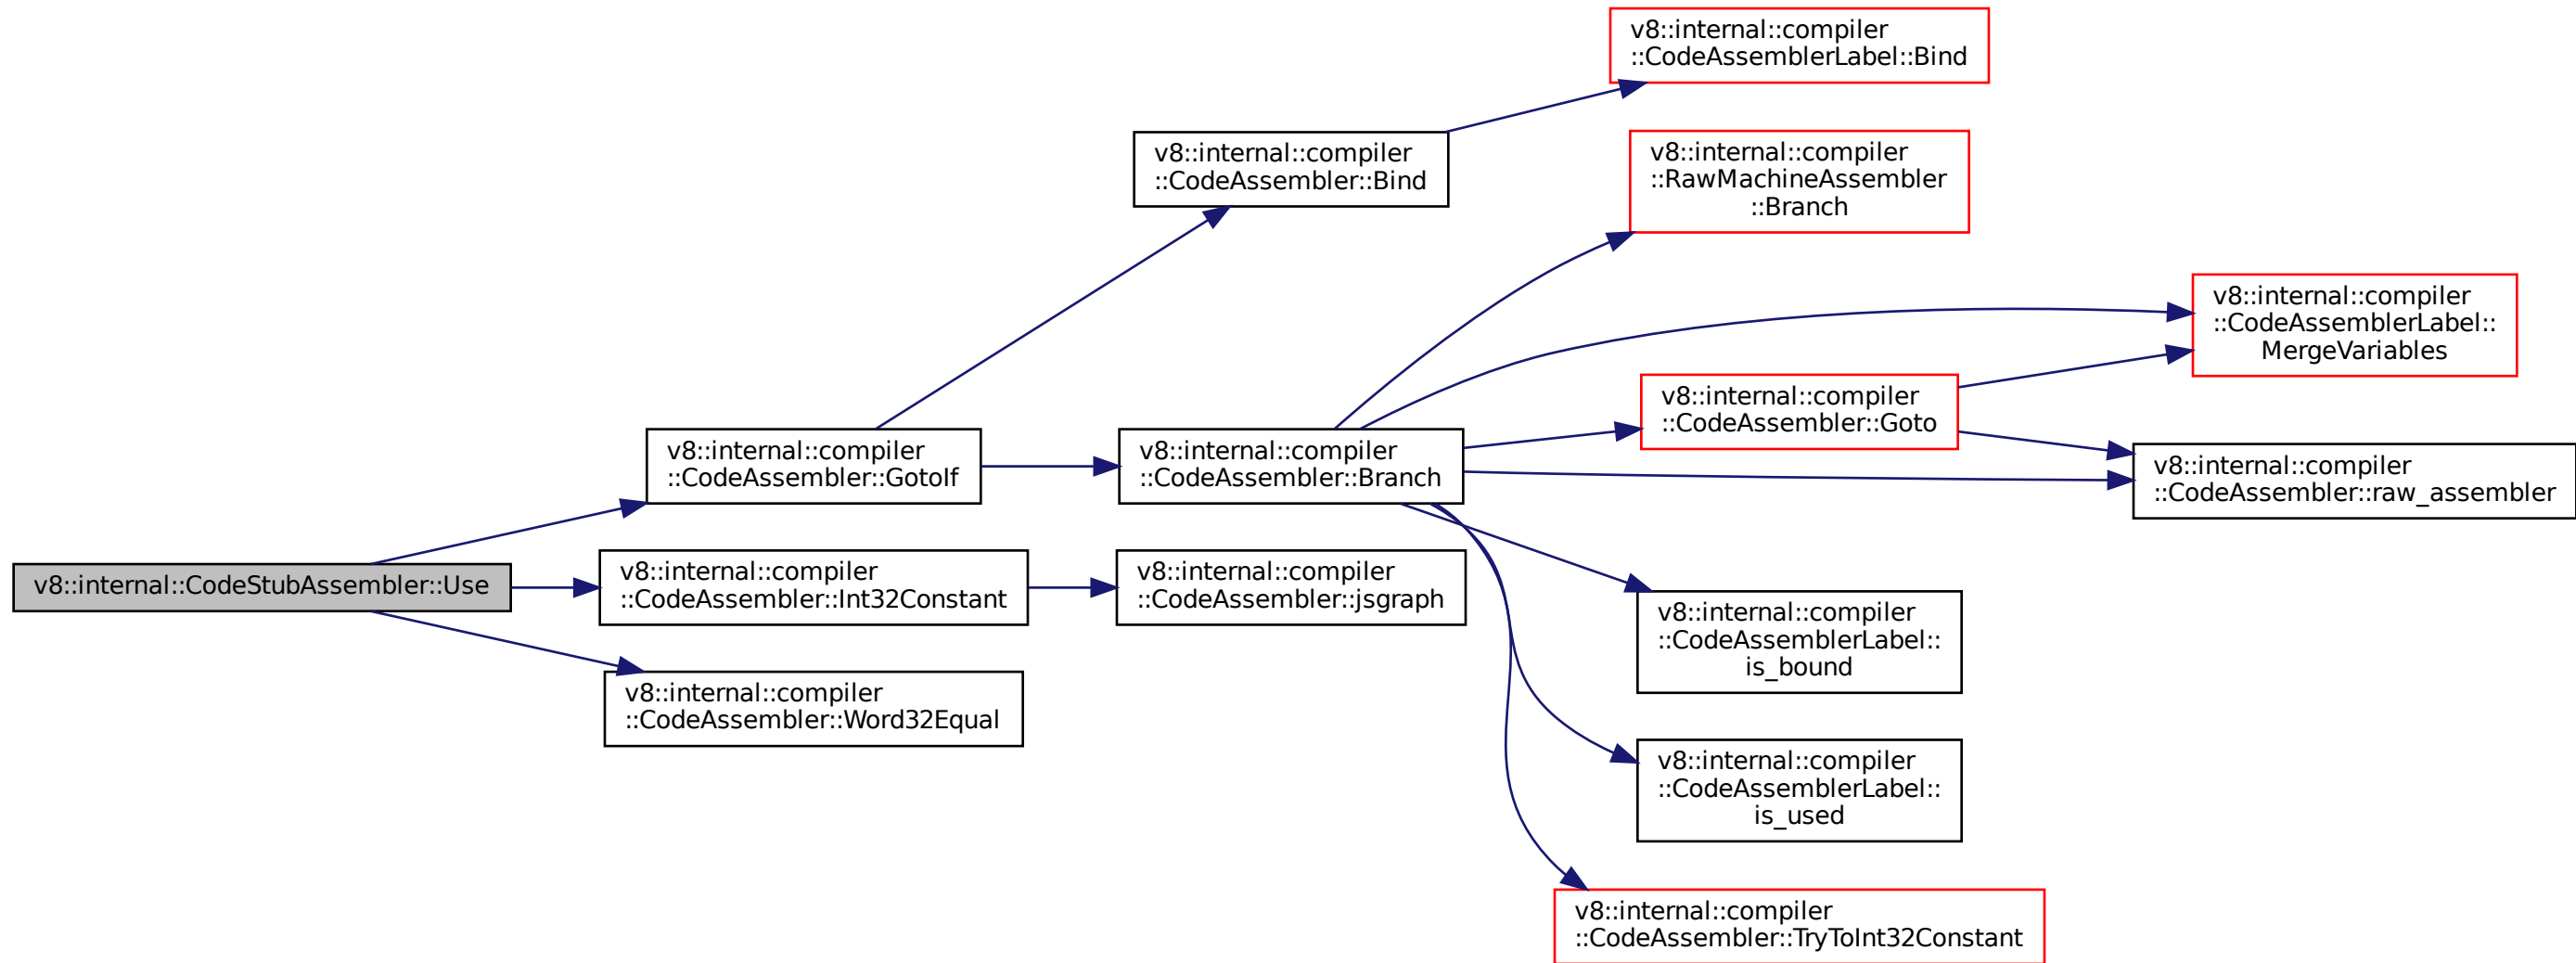 v8::internal::CodeStubAssembler::Use
v8::internal::compiler
::CodeAssembler::GotoIf
v8::internal::compiler
::CodeAssembler::Int32Constant
v8::internal::compiler
::CodeAssembler::Word32Equal
v8::internal::compiler
::CodeAssembler::Bind
v8::internal::compiler
::CodeAssembler::Branch
v8::internal::compiler
::CodeAssembler::jsgraph
v8::internal::compiler
::CodeAssemblerLabel::Bind
v8::internal::compiler
::RawMachineAssembler
::Branch
v8::internal::compiler
::CodeAssembler::Goto
v8::internal::compiler
::CodeAssemblerLabel::
is_bound
v8::internal::compiler
::CodeAssemblerLabel::
is_used
v8::internal::compiler
::CodeAssembler::TryToInt32Constant
v8::internal::compiler
::CodeAssemblerLabel::
MergeVariables
v8::internal::compiler
::CodeAssembler::raw_assembler